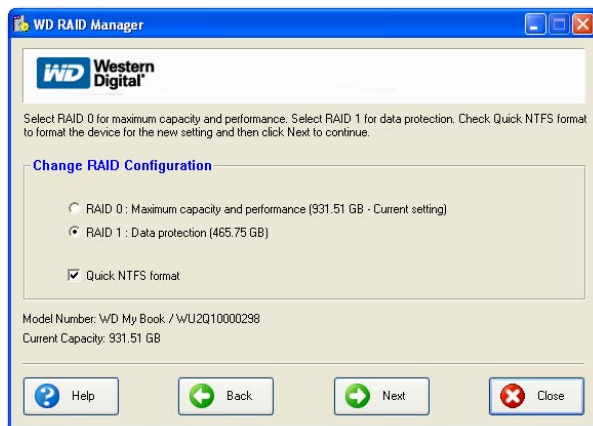 WD RAID Manager
WD Western
Digital®
Select RAID 0 for maximum capacity and performance. Select RAID 1 for data protection. Check Quick NTFS format
to format the device for the new setting and then click Next to continue.
Change RAID Configuration
RAID 0 : Maximum capacity and performance (931.51 GB - Current setting)
RAID 1 : Data protection (465.75 GB)
Quick NTFS format
Model Number: WD My Book / WU2Q10000298
Current Capacity: 931.51 GB
Help Back Next Close